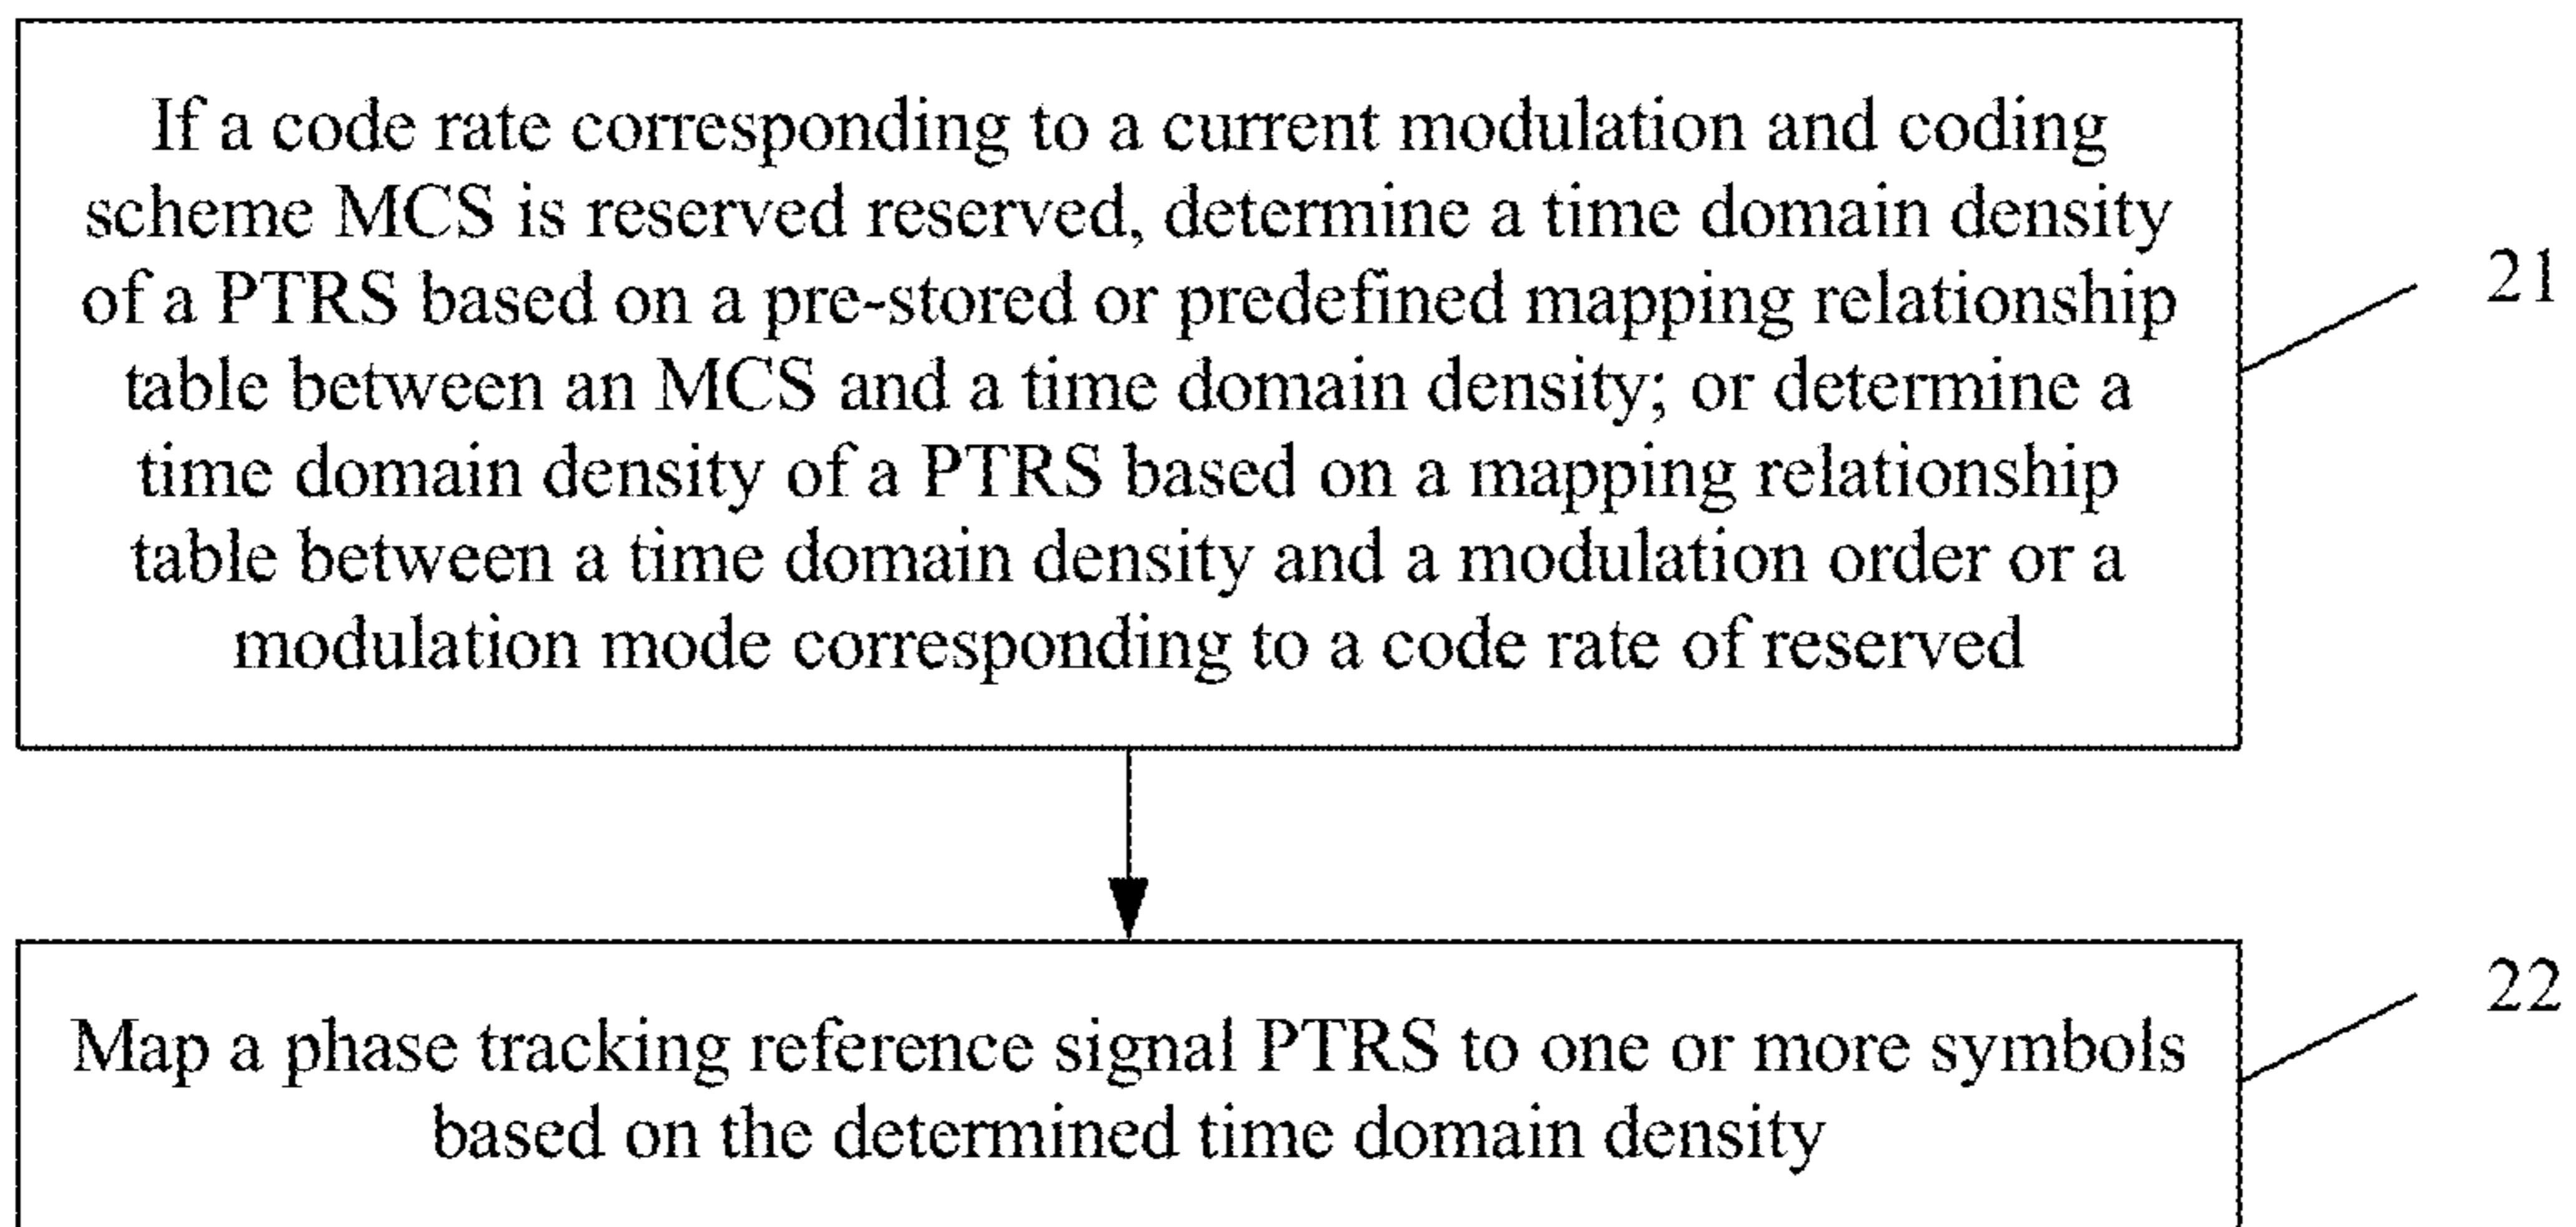 If a code rate corresponding to a current modulation and coding
scheme MCS is reserved reserved, determine a time domain density
of a PTRS based on a pre-stored or predefined mapping relationship
table between an MCS and a time domain density; or determine a
time domain density of a PTRS based on a mapping relationship
table between a time domain density and a modulation order or a
modulation mode corresponding to a code rate of reserved
21
Map a phase tracking reference signal PTRS to one or more symbols
based on the determined time domain density
22